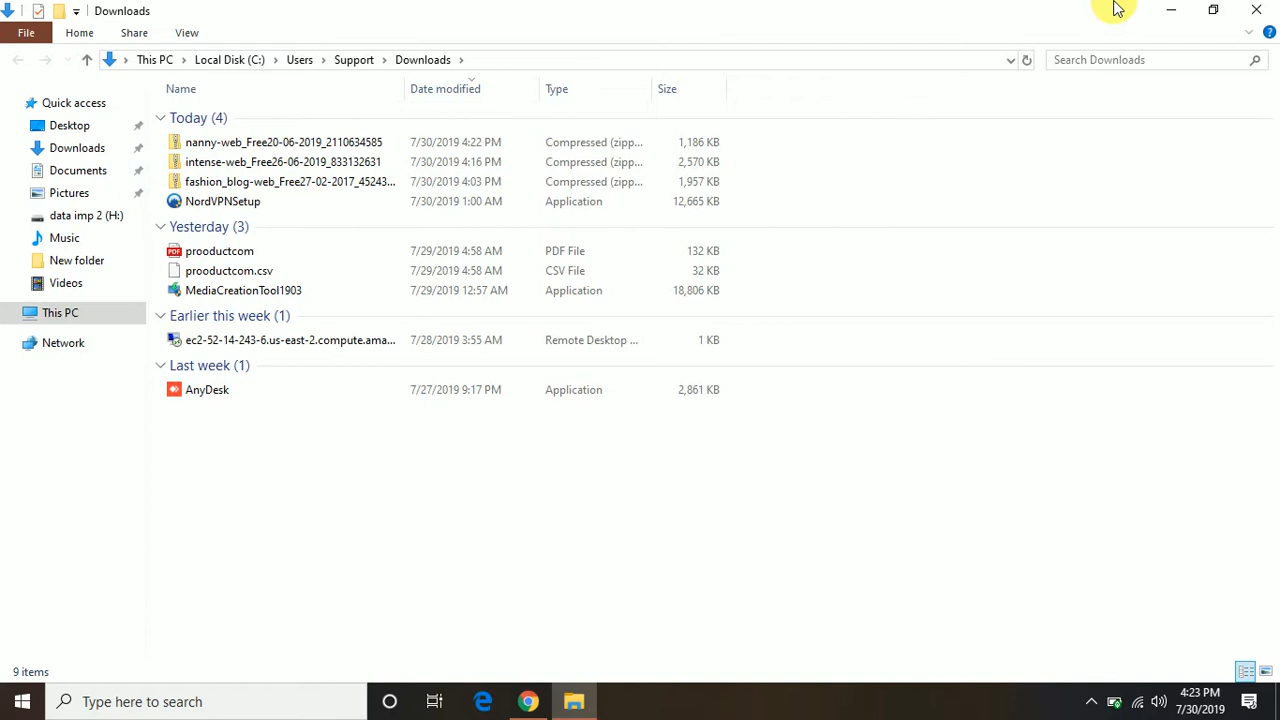 Downloads
File Home Share View
This PC Local Disk (C:) Users Support Downloads Search Downloads
Name Date modified Type Size
Quick access
Desktop
Downloads
Documents
Pictures
data imp 2 (H:)
Music
New folder
Videos
This PC
Network
Today (4)
nanny-web_Free20-06-2019_2110634585 7/30/2019 4:22 PM Compressed (zipp... 1,186 KB
intense-web_Free26-06-2019_833132631 7/30/2019 4:16 PM Compressed (zipp... 2,570 KB
fashion_blog-web_Free27-02-2017_45243... 7/30/2019 4:03 PM Compressed (zipp... 1,957 KB
NordVPNSetup 7/30/2019 1:00 AM Application 12,665 KB
Yesterday (3)
prooductcom 7/29/2019 4:58 AM PDF File 132 KB
prooductcom.csv 7/29/2019 4:58 AM CSV File 32 KB
MediaCreationTool1903 7/29/2019 12:57 AM Application 18,806 KB
Earlier this week (1)
ec2-52-14-243-6.us-east-2.compute.ama... 7/28/2019 3:55 AM Remote Desktop ... 1 KB
Last week (1)
AnyDesk 7/27/2019 9:17 PM Application 2,861 KB
9 items
Type here to search
4:23 PM
7/30/2019